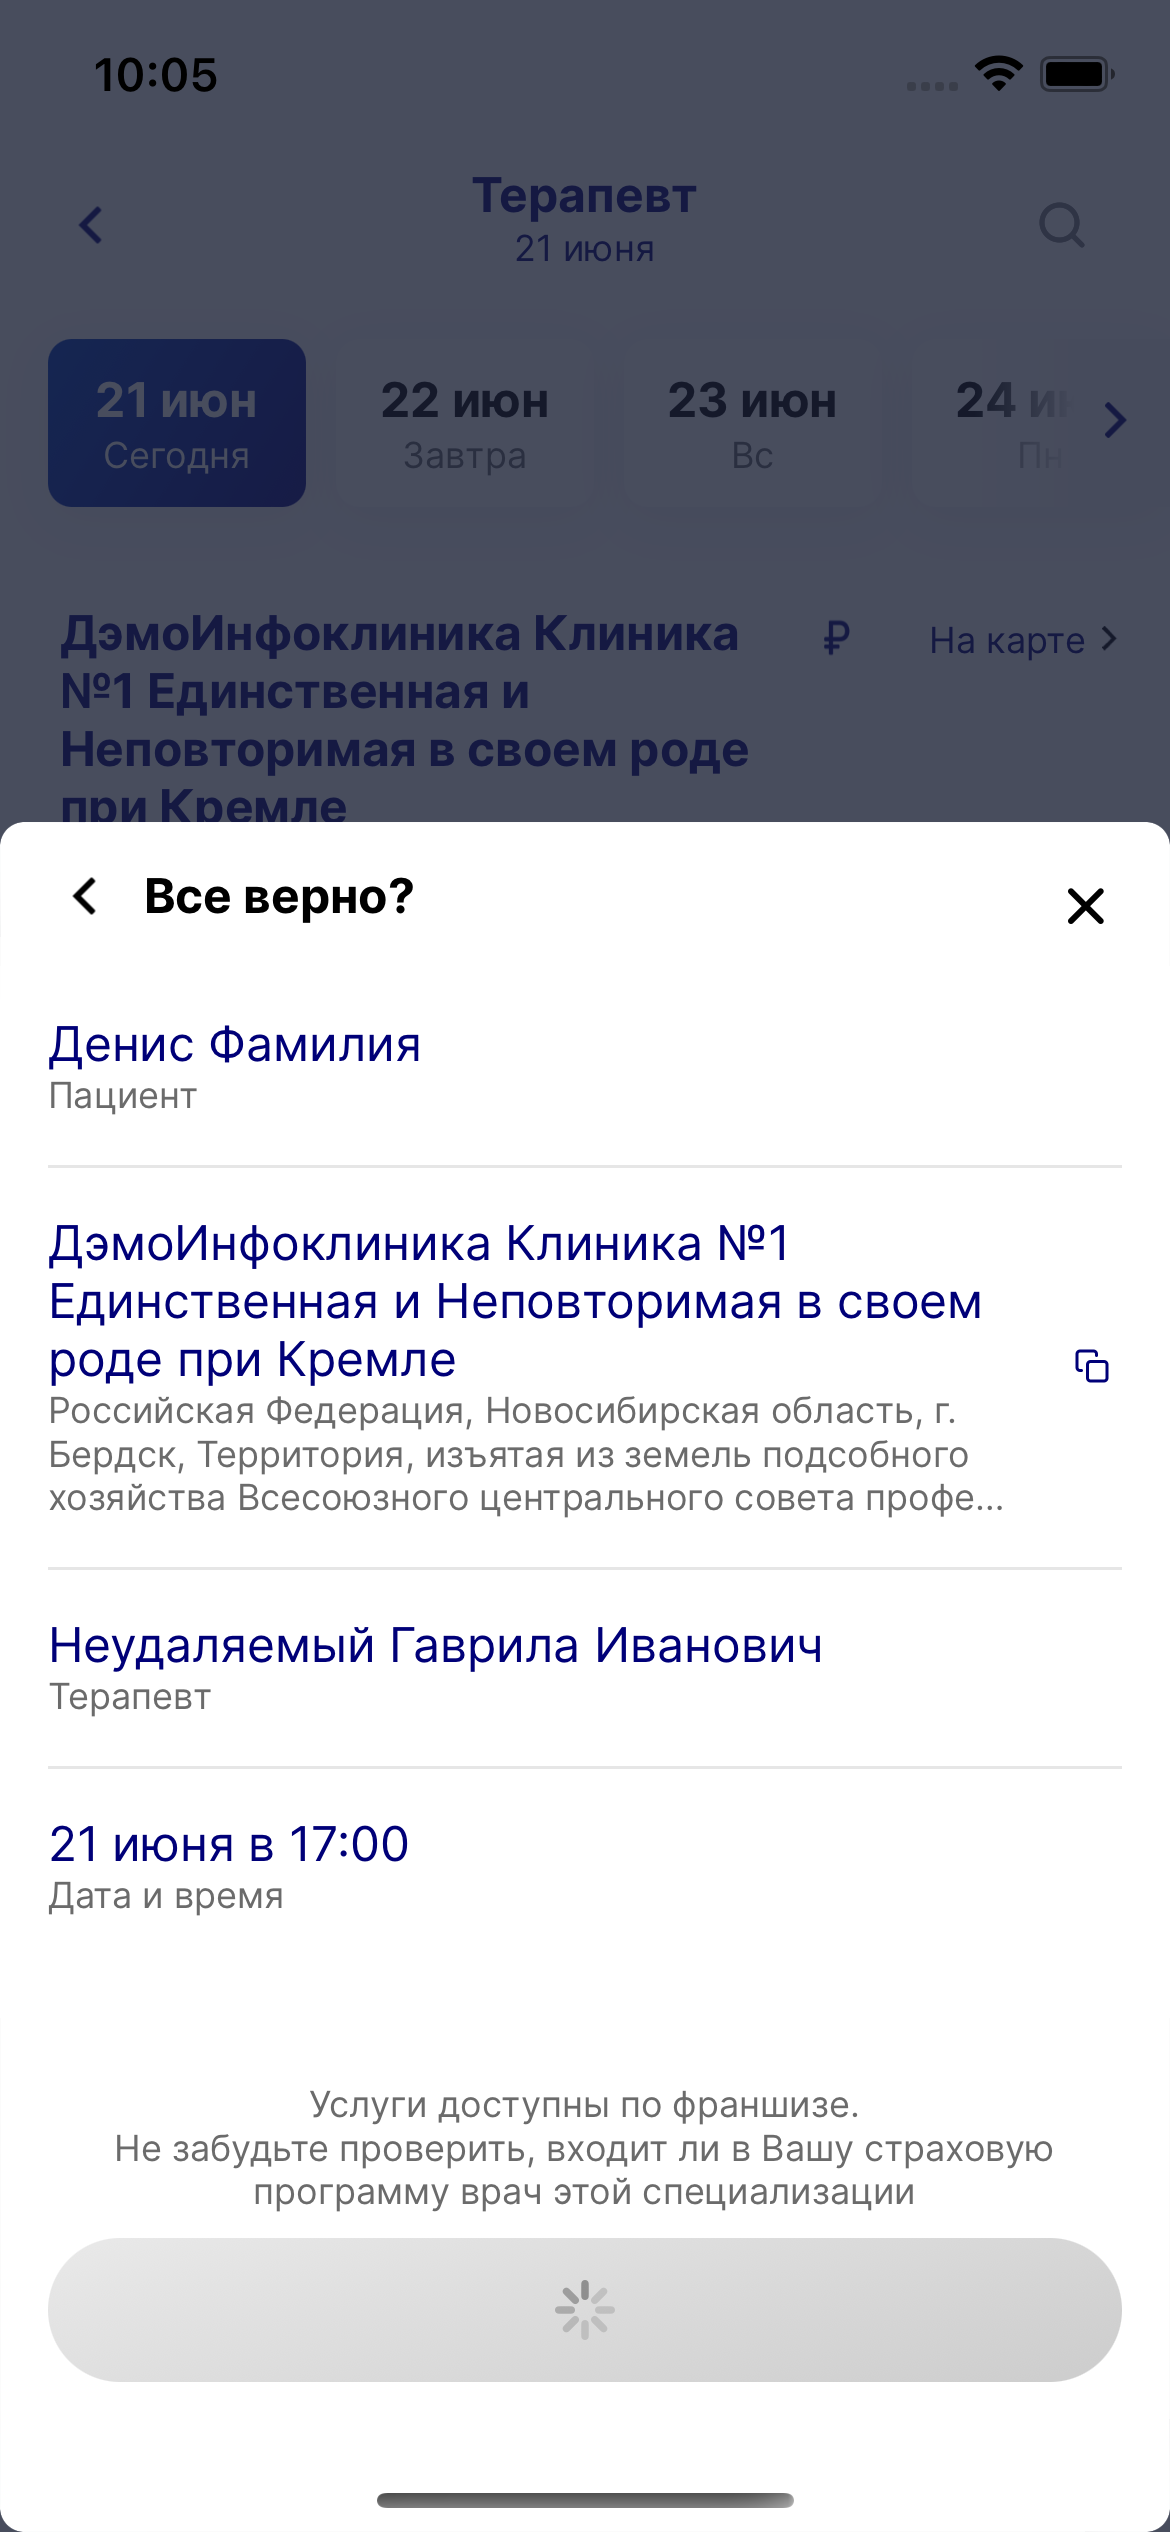 10:05
Терапевт
21 июня
21 июн
Сегодня
22 июн
Завтра
23 июн
Вс
24
Пн
ДэмоИнфоклиника Клиника
№1 Единственная и
Неповторимая в своем роде
при Кремле
₽
На карте
Все верно?
Денис Фамилия
Пациент
ДэмоИнфоклиника Клиника №1
Единственная и Неповторимая в своем
роде при Кремле
Российская Федерация, Новосибирская область, г.
Бердск, Территория, изъятая из земель подсобного
хозяйства Всесоюзного центрального совета профе...
Неудаляемый Гаврила Иванович
Терапевт
21 июня в 17:00
Дата и время
Услуги доступны по франшизе.
Не забудьте проверить, входит ли в Вашу страховую
программу врач этой специализации